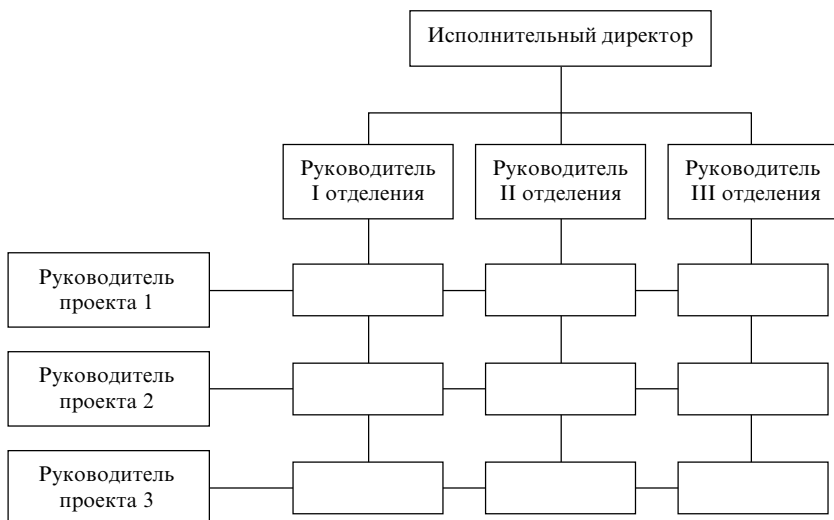 Исполнительный директор
Руководитель
I отделения
Руководитель
II отделения
Руководитель
III отделения
Руководитель
проекта 1
Руководитель
проекта 2
Руководитель
проекта 3